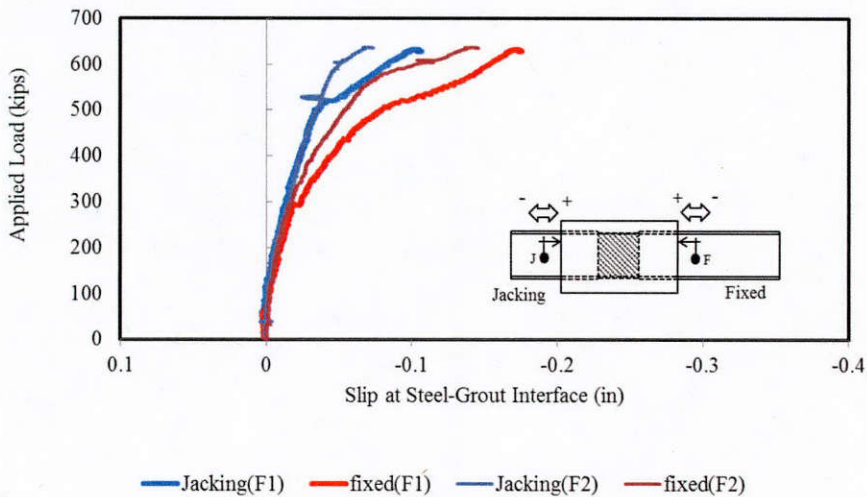 700
600
500
400
300
200
100
0
Applied Load (kips)
0.1 0 -0.1 -0.2 -0.3 -0.4
Slip at Steel-Grout Interface (in)
- + + -
J F
Jacking Fixed
Jacking(F1) fixed(F1) Jacking(F2) fixed(F2)